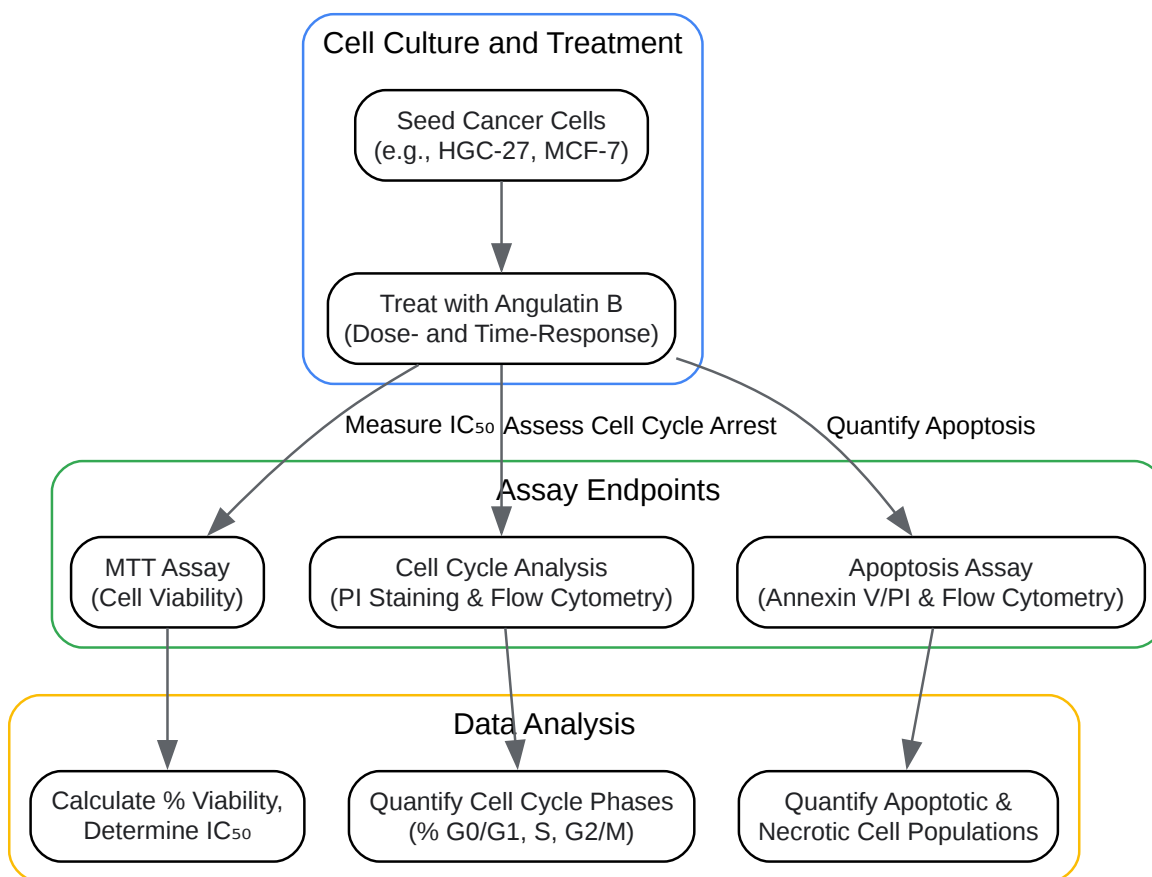 Cell Culture and Treatment
Seed Cancer Cells
(e.g., HGC-27, MCF-7)
Treat with Angulatin B
(Dose- and Time-Response)
Measure IC₅₀
Assess Cell Cycle Arrest
Quantify Apoptosis
Assay Endpoints
MTT Assay
(Cell Viability)
Cell Cycle Analysis
(PI Staining & Flow Cytometry)
Apoptosis Assay
(Annexin V/PI & Flow Cytometry)
Data Analysis
Calculate % Viability,
Determine IC₅₀
Quantify Cell Cycle Phases
(% G0/G1, S, G2/M)
Quantify Apoptotic &
Necrotic Cell Populations